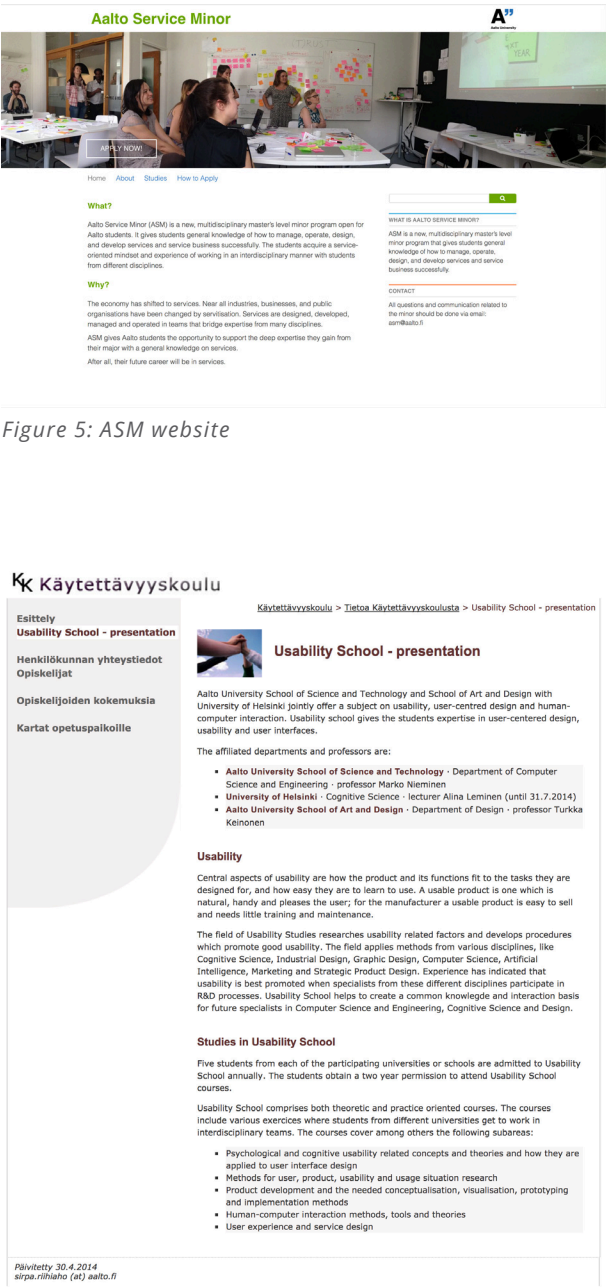 Aalto Service Minor
A”
Aalto University
APPLY NOW!
Home About Studies How to Apply
What?
Aalto Service Minor (ASM) is a new, multidisciplinary master's level minor program open for
Aalto students. It gives students general knowledge of how to manage, operate, design,
and develop services and service business successfully. The students acquire a service-
oriented mindset and experience of working in an interdisciplinary manner with students
from different disciplines.
Why?
The economy has shifted to services. Near all industries, businesses, and public
organisations have been changed by servitisation. Services are designed, developed,
managed and operated in teams that bridge expertise from many disciplines.
ASM gives Aalto students the opportunity to support the deep expertise they gain from
their major with a general knowledge on services.
After all, their future career will be in services.
WHAT IS AALTO SERVICE MINOR?
ASM is a new, multidisciplinary master's level
minor program that gives students general
knowledge of how to manage, operate,
design, and develop services and service
business successfully.
CONTACT
All questions and communication related to
the minor should be done via email:
asm@aalto.fi
Figure 5: ASM website
KK Käytettävyyskoulu
Käytettävyyskoulu > Tietoa Käytettävyyskoulusta > Usability School - presentation
Esittely
Usability School - presentation
Henkilökunnan yhteystiedot
Opiskelijat
Opiskelijoiden kokemuksia
Kartat opetuspaikoille
Usability School - presentation
Aalto University School of Science and Technology and School of Art and Design with
University of Helsinki jointly offer a subject on usability, user-centred design and human-
computer interaction. Usability school gives the students expertise in user-centered design,
usability and user interfaces.
The affiliated departments and professors are:
Aalto University School of Science and Technology · Department of Computer
Science and Engineering · professor Marko Nieminen
University of Helsinki · Cognitive Science · lecturer Alina Leminen (until 31.7.2014)
Aalto University School of Art and Design · Department of Design · professor Turkka
Keinonen
Usability
Central aspects of usability are how the product and its functions fit to the tasks they are
designed for, and how easy they are to learn to use. A usable product is one which is
natural, handy and pleases the user; for the manufacturer a usable product is easy to sell
and needs little training and maintenance.
The field of Usability Studies researches usability related factors and develops procedures
which promote good usability. The field applies methods from various disciplines, like
Cognitive Science, Industrial Design, Graphic Design, Computer Science, Artificial
Intelligence, Marketing and Strategic Product Design. Experience has indicated that
usability is best promoted when specialists from these different disciplines participate in
R&D processes. Usability School helps to create a common knowlegde and interaction basis
for future specialists in Computer Science and Engineering, Cognitive Science and Design.
Studies in Usability School
Five students from each of the participating universities or schools are admitted to Usability
School annually. The students obtain a two year permission to attend Usability School
courses.
Usability School comprises both theoretic and practice oriented courses. The courses
include various exercices where students from different universities get to work in
interdisciplinary teams. The courses cover among others the following subareas:
Psychological and cognitive usability related concepts and theories and how they are
applied to user interface design
Methods for user, product, usability and usage situation research
Product development and the needed conceptualisation, visualisation, prototyping
and implementation methods
Human-computer interaction methods, tools and theories
User experience and service design
Päivitetty 30.4.2014
sirpa.riihiaho (at) aalto.fi